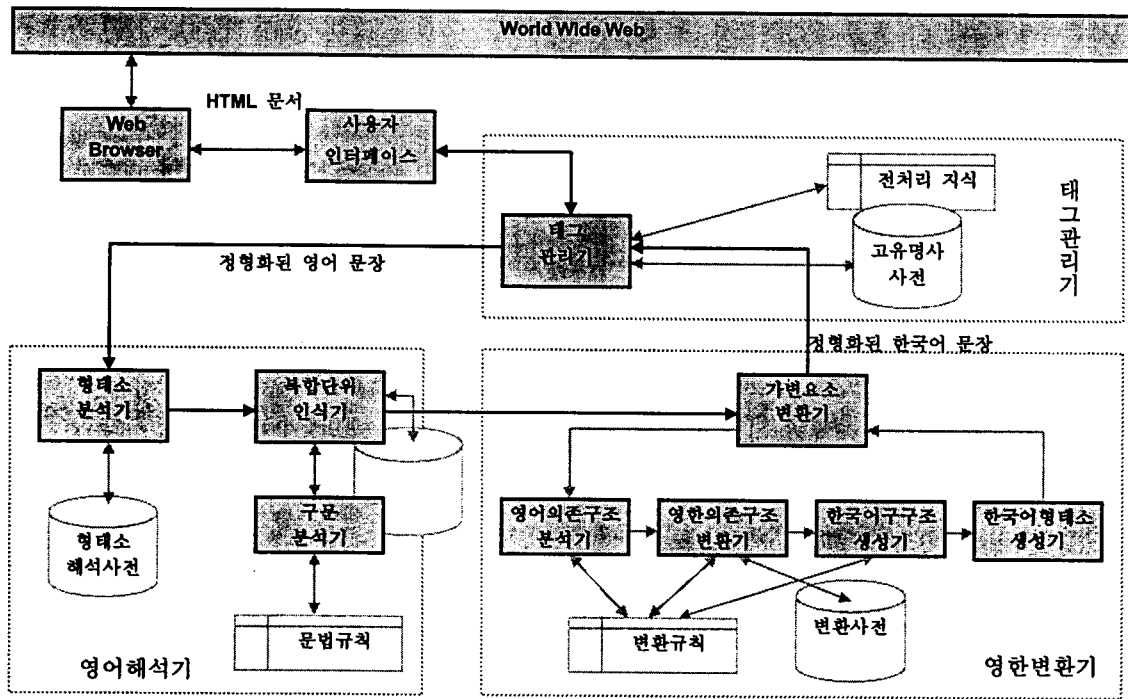 World Wide Web
HTML 문서
Web
Browser
사용자
인터페이스
전처리 지식
태그관리기
태그
관리기
고유명사
사전
정형화된 영어 문장
정형화된 한국어 문장
형태소
분석기
복합단위
인식기
가변요소
변환기
구문
분석기
영어의존구조
분석기
영한의존구조
변환기
한국어구구조
생성기
한국어형태소
생성기
형태소
해석사전
문법규칙
변환규칙
변환사전
영어해석기
영한변환기